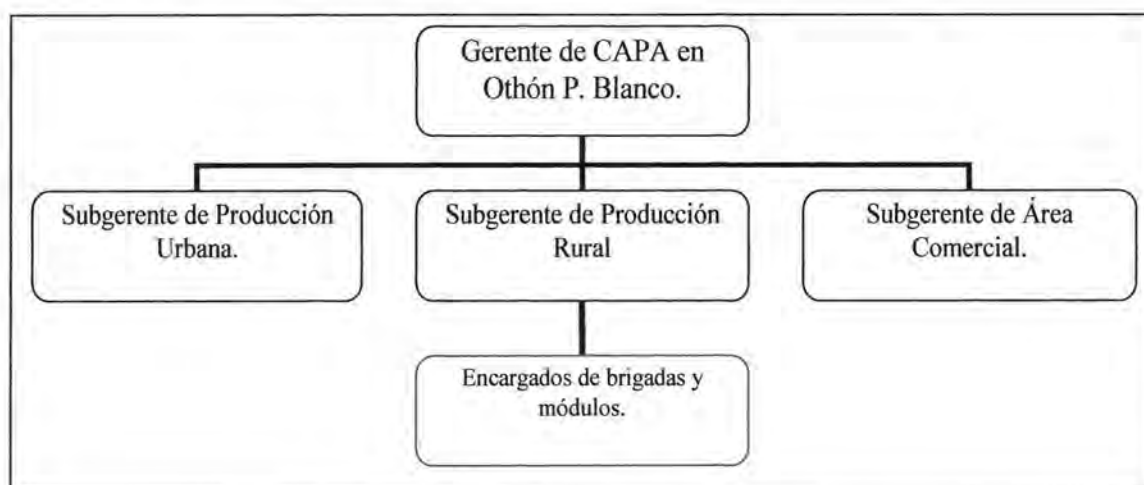 Gerente de CAPA en
Othón P. Blanco.
Subgerente de Producción
Urbana.
Subgerente de Producción
Rural
Subgerente de Área
Comercial.
Encargados de brigadas y
módulos.